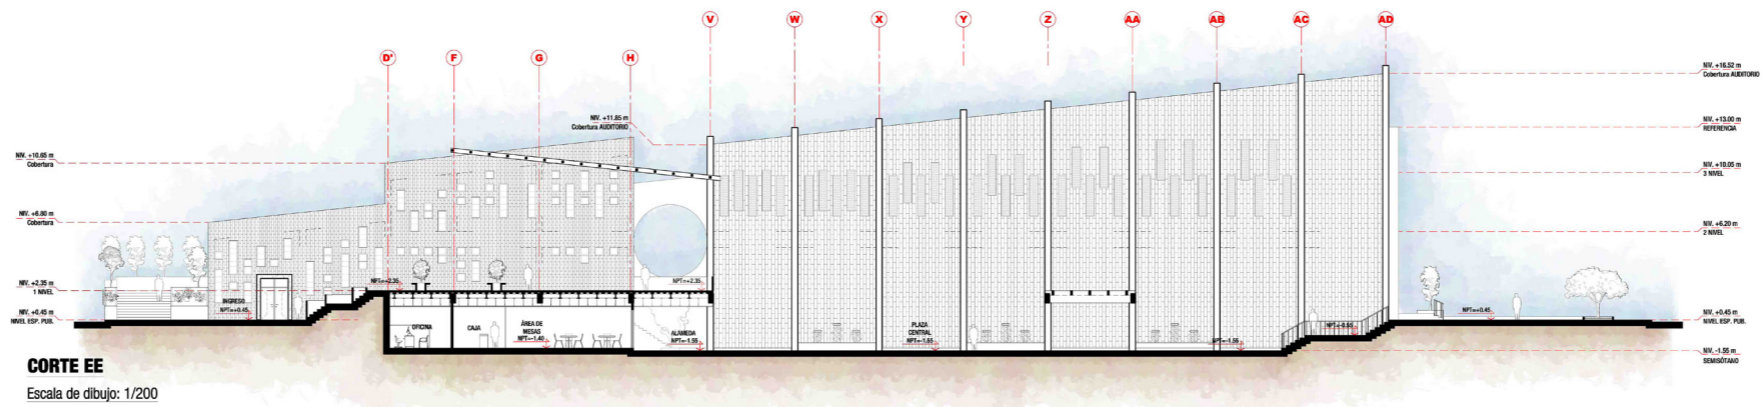 V
W
X
Y
Z
AA
AB
AC
AD
D'
F
G
H
NIV. +16.52 m
Cobertura AUDITORIO
NIV. +11.85 m
Cobertura AUDITORIO
NIV. +13.00 m
REFERENCIA
NIV. +10.65 m
Cobertura
NIV. +10.05 m
3 NIVEL
NIV. +6.80 m
Cobertura
NIV. +6.20 m
2 NIVEL
NIV. +2.35 m
1 NIVEL
NPT=+2.35
NPT=+2.35
INGRESO
NPT=+0.45
NIV. +0.45 m
NIVEL ESP. PUB.
OFICINA
CAJA
ÁREA DE
MESAS
NPT=-1.40
ALAMEDA
NPT=-1.55
PLAZA
CENTRAL
NPT=-1.55
NPT=-1.55
NPT=-1.55
NPT=+0.45
NIV. +0.45 m
NIVEL ESP. PUB.
NIV. -1.55 m
SEMISÓTANO
CORTE EE
Escala de dibujo: 1/200